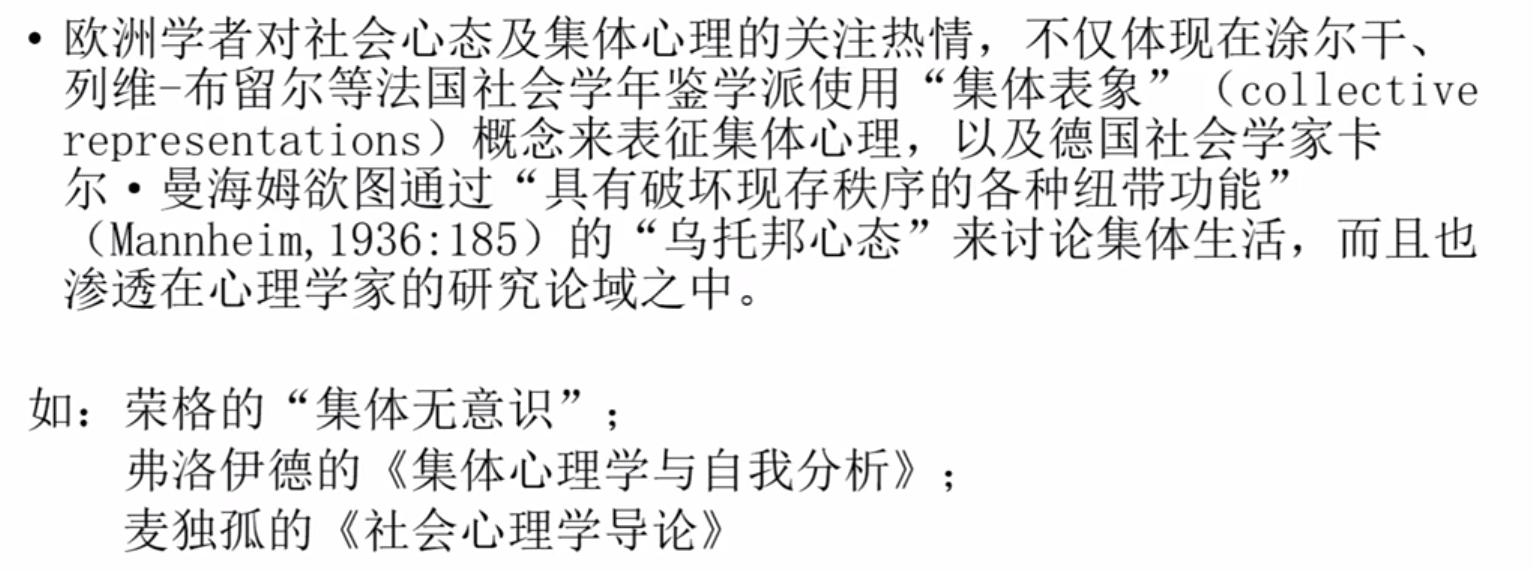 • 欧洲学者对社会心态及集体心理的关注热情，不仅体现在涂尔干、
列维-布留尔等法国社会学年鉴学派使用“集体表象”（collective
representations）概念来表征集体心理，以及德国社会学家卡
尔•曼海姆欲图通过“具有破坏现存秩序的各种纽带功能”
（Mannheim,1936:185）的“乌托邦心态”来讨论集体生活，而且也
渗透在心理学家的研究论域之中。
如：荣格的“集体无意识”；
弗洛伊德的《集体心理学与自我分析》；
麦独孤的《社会心理学导论》